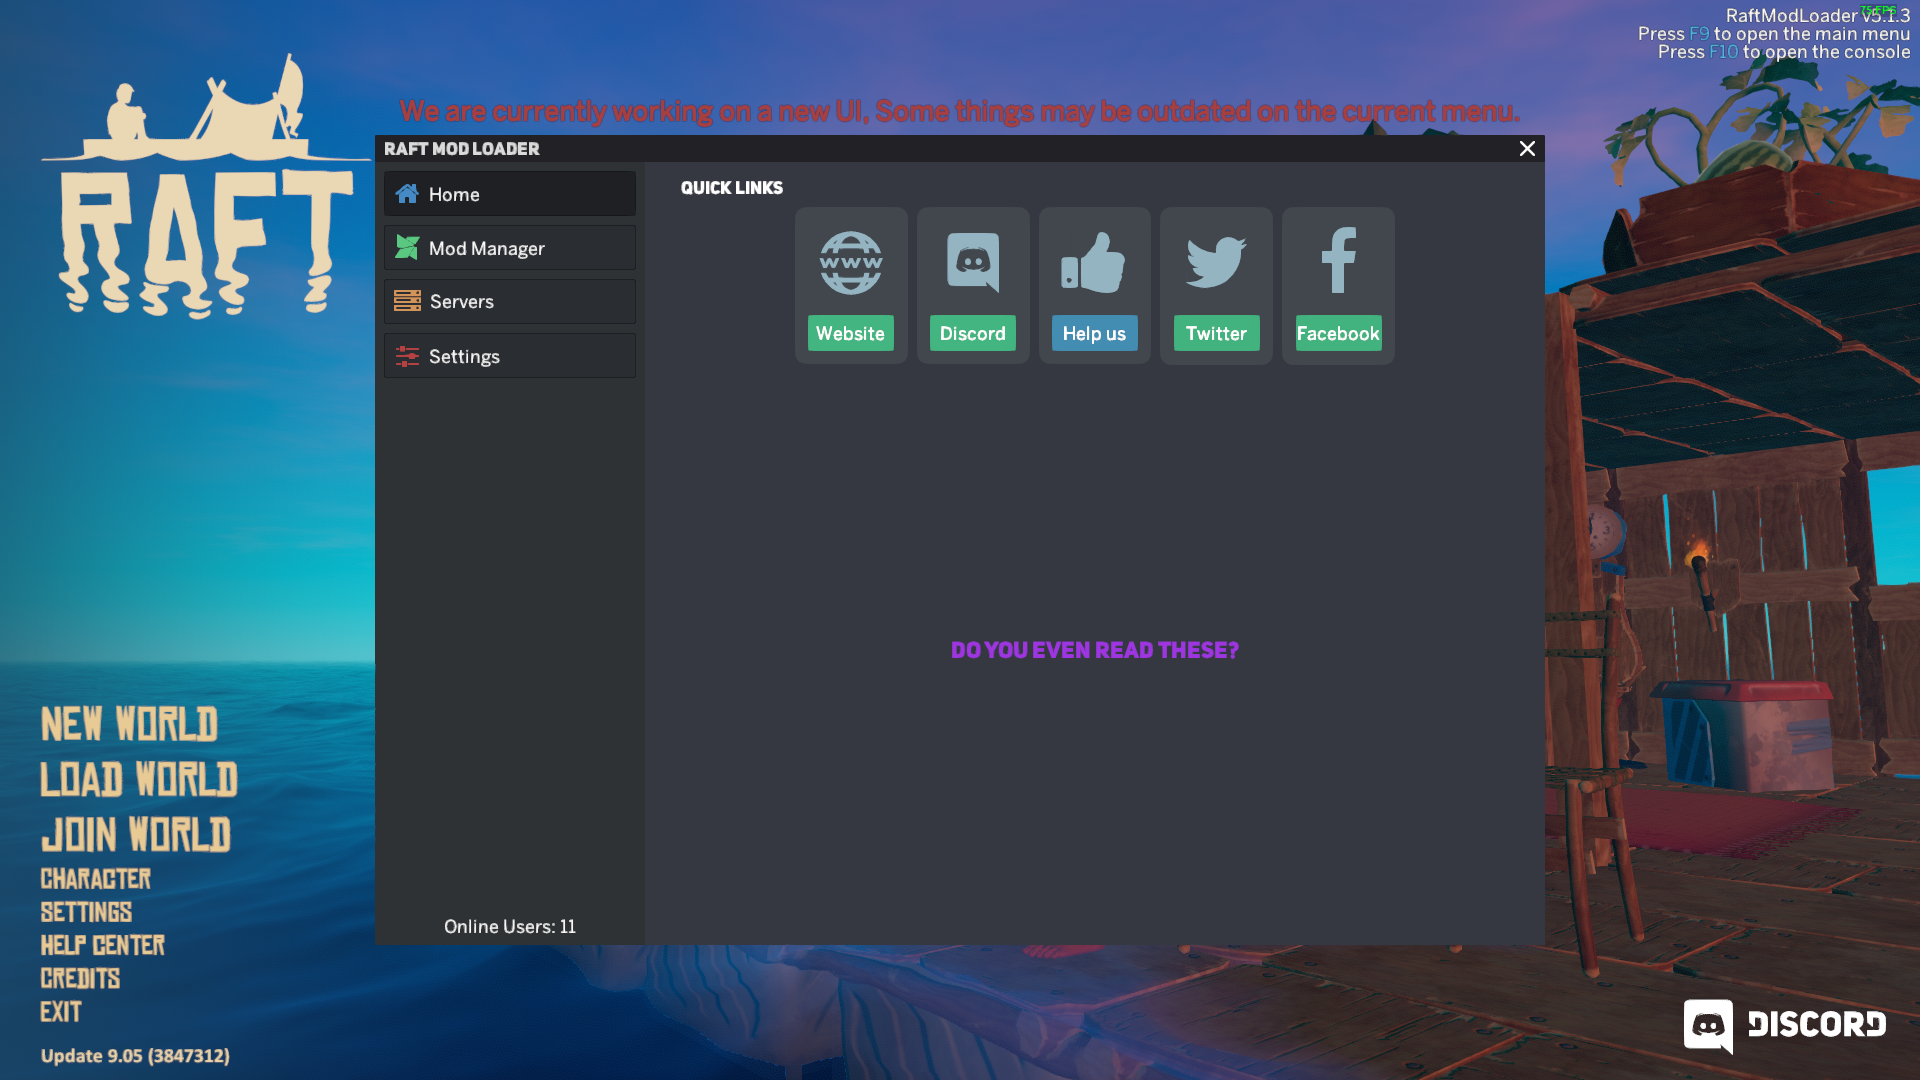 75 FPS
RaftModLoader v5.1.3
Press F9 to open the main menu
Press F10 to open the console
RAFT
We are currently working on a new UI, Some things may be outdated on the current menu.
RAFT MOD LOADER
Home
Mod Manager
Servers
Settings
Online Users: 11
QUICK LINKS
WWW
Website
Discord
Help us
Twitter
Facebook
DO YOU EVEN READ THESE?
NEW WORLD
LOAD WORLD
JOIN WORLD
CHARACTER
SETTINGS
HELP CENTER
CREDITS
EXIT
Update 9.05 (3847312)
DISCORD